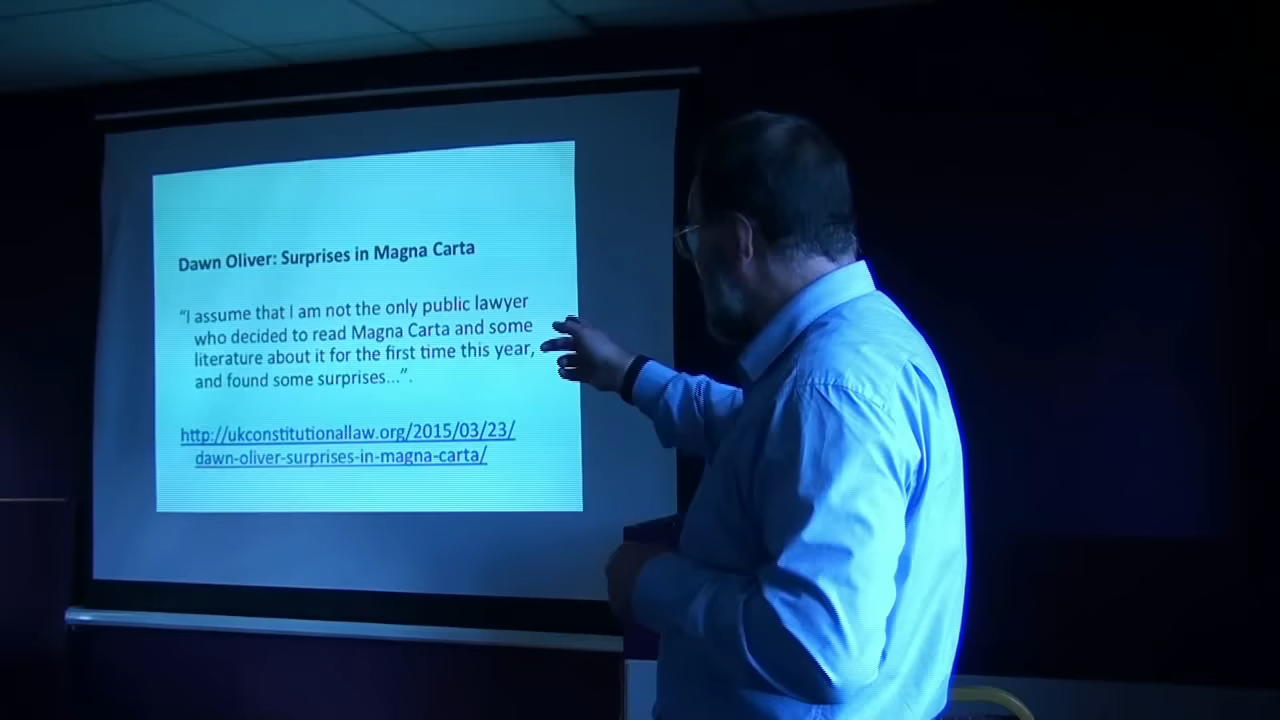 Dawn Oliver: Surprises in Magna Carta
“I assume that I am not the only public lawyer
who decided to read Magna Carta and some
literature about it for the first time this year,
and found some surprises...”.
http://ukconstitutionallaw.org/2015/03/23/
dawn-oliver-surprises-in-magna-carta/